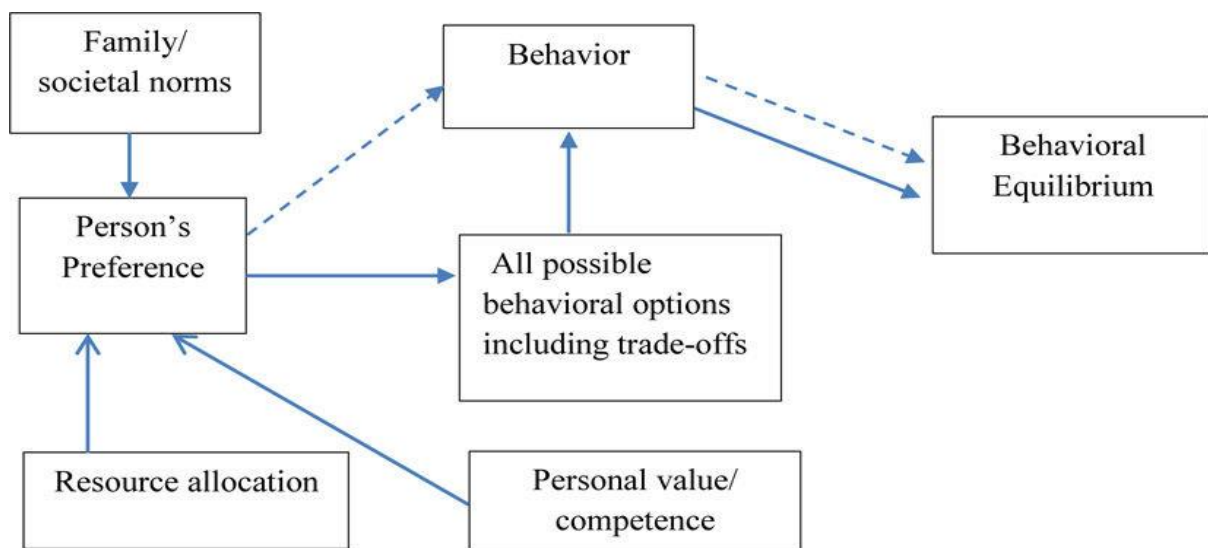 Family/
societal norms
Behavior
Behavioral
Equilibrium
Person’s
Preference
All possible
behavioral options
including trade-offs
Resource allocation
Personal value/
competence